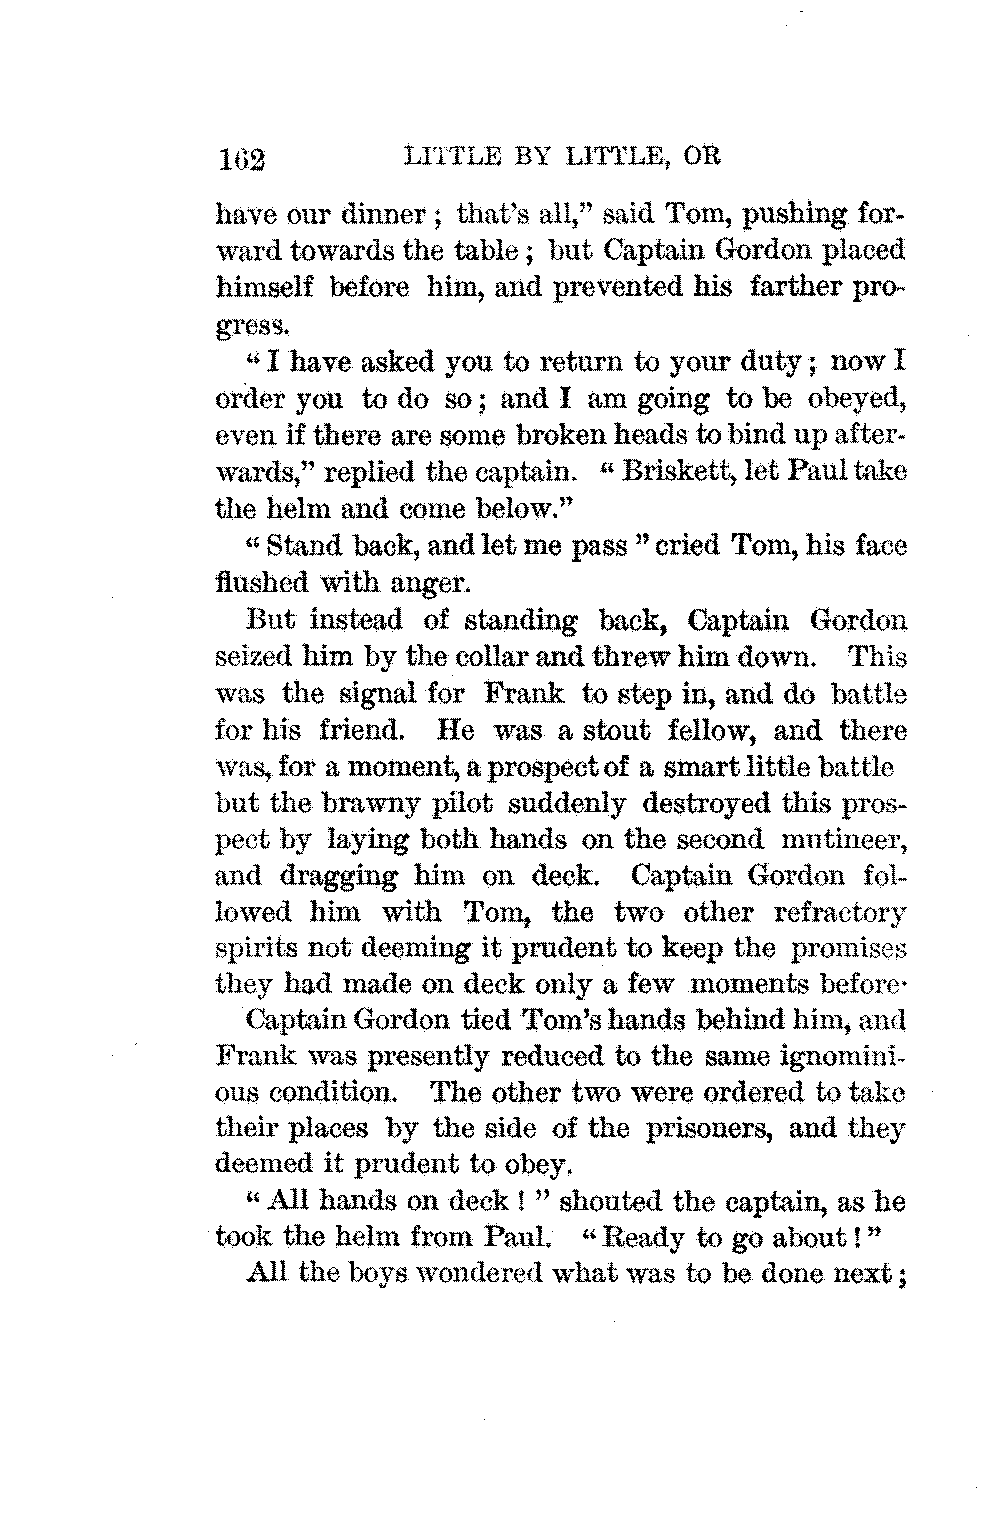 162 LITTLE BY LITTLE, OR
have our dinner ; that's all," said Tom, pushing for-
ward towards the table ; but Captain Gordon placed
himself before him, and prevented his farther pro-
gress.
" I have asked you to return to your duty ; now I
order you to do so ; and I am going to be obeyed,
even if there are some broken heads to bind up after-
wards," replied the captain. " Briskett, let Paul take
the helm and come below."
" Stand back, and let me pass " cried Tom, his face
flushed with anger.
But instead of standing back, Captain Gordon
seized him by the collar and threw him down. This
was the signal for Frank to step in, and do battle
for his friend. He was a stout fellow, and there
was, for a moment, a prospect of a smart little battle
but the brawny pilot suddenly destroyed this pros-
pect by laying both hands on the second mutineer,
and dragging him on deck. Captain Gordon fol-
lowed him with Tom, the two other refractory
spirits not deeming it prudent to keep the promises
they had made on deck only a few moments before·
Captain Gordon tied Tom's hands behind him, and
Frank was presently reduced to the same ignomini-
ous condition. The other two were ordered to take
their places by the side of the prisoners, and they
deemed it prudent to obey.
" All hands on deck ! " shouted the captain, as he
took the helm from Paul. " Ready to go about ! "
All the boys wondered what was to be done next ;